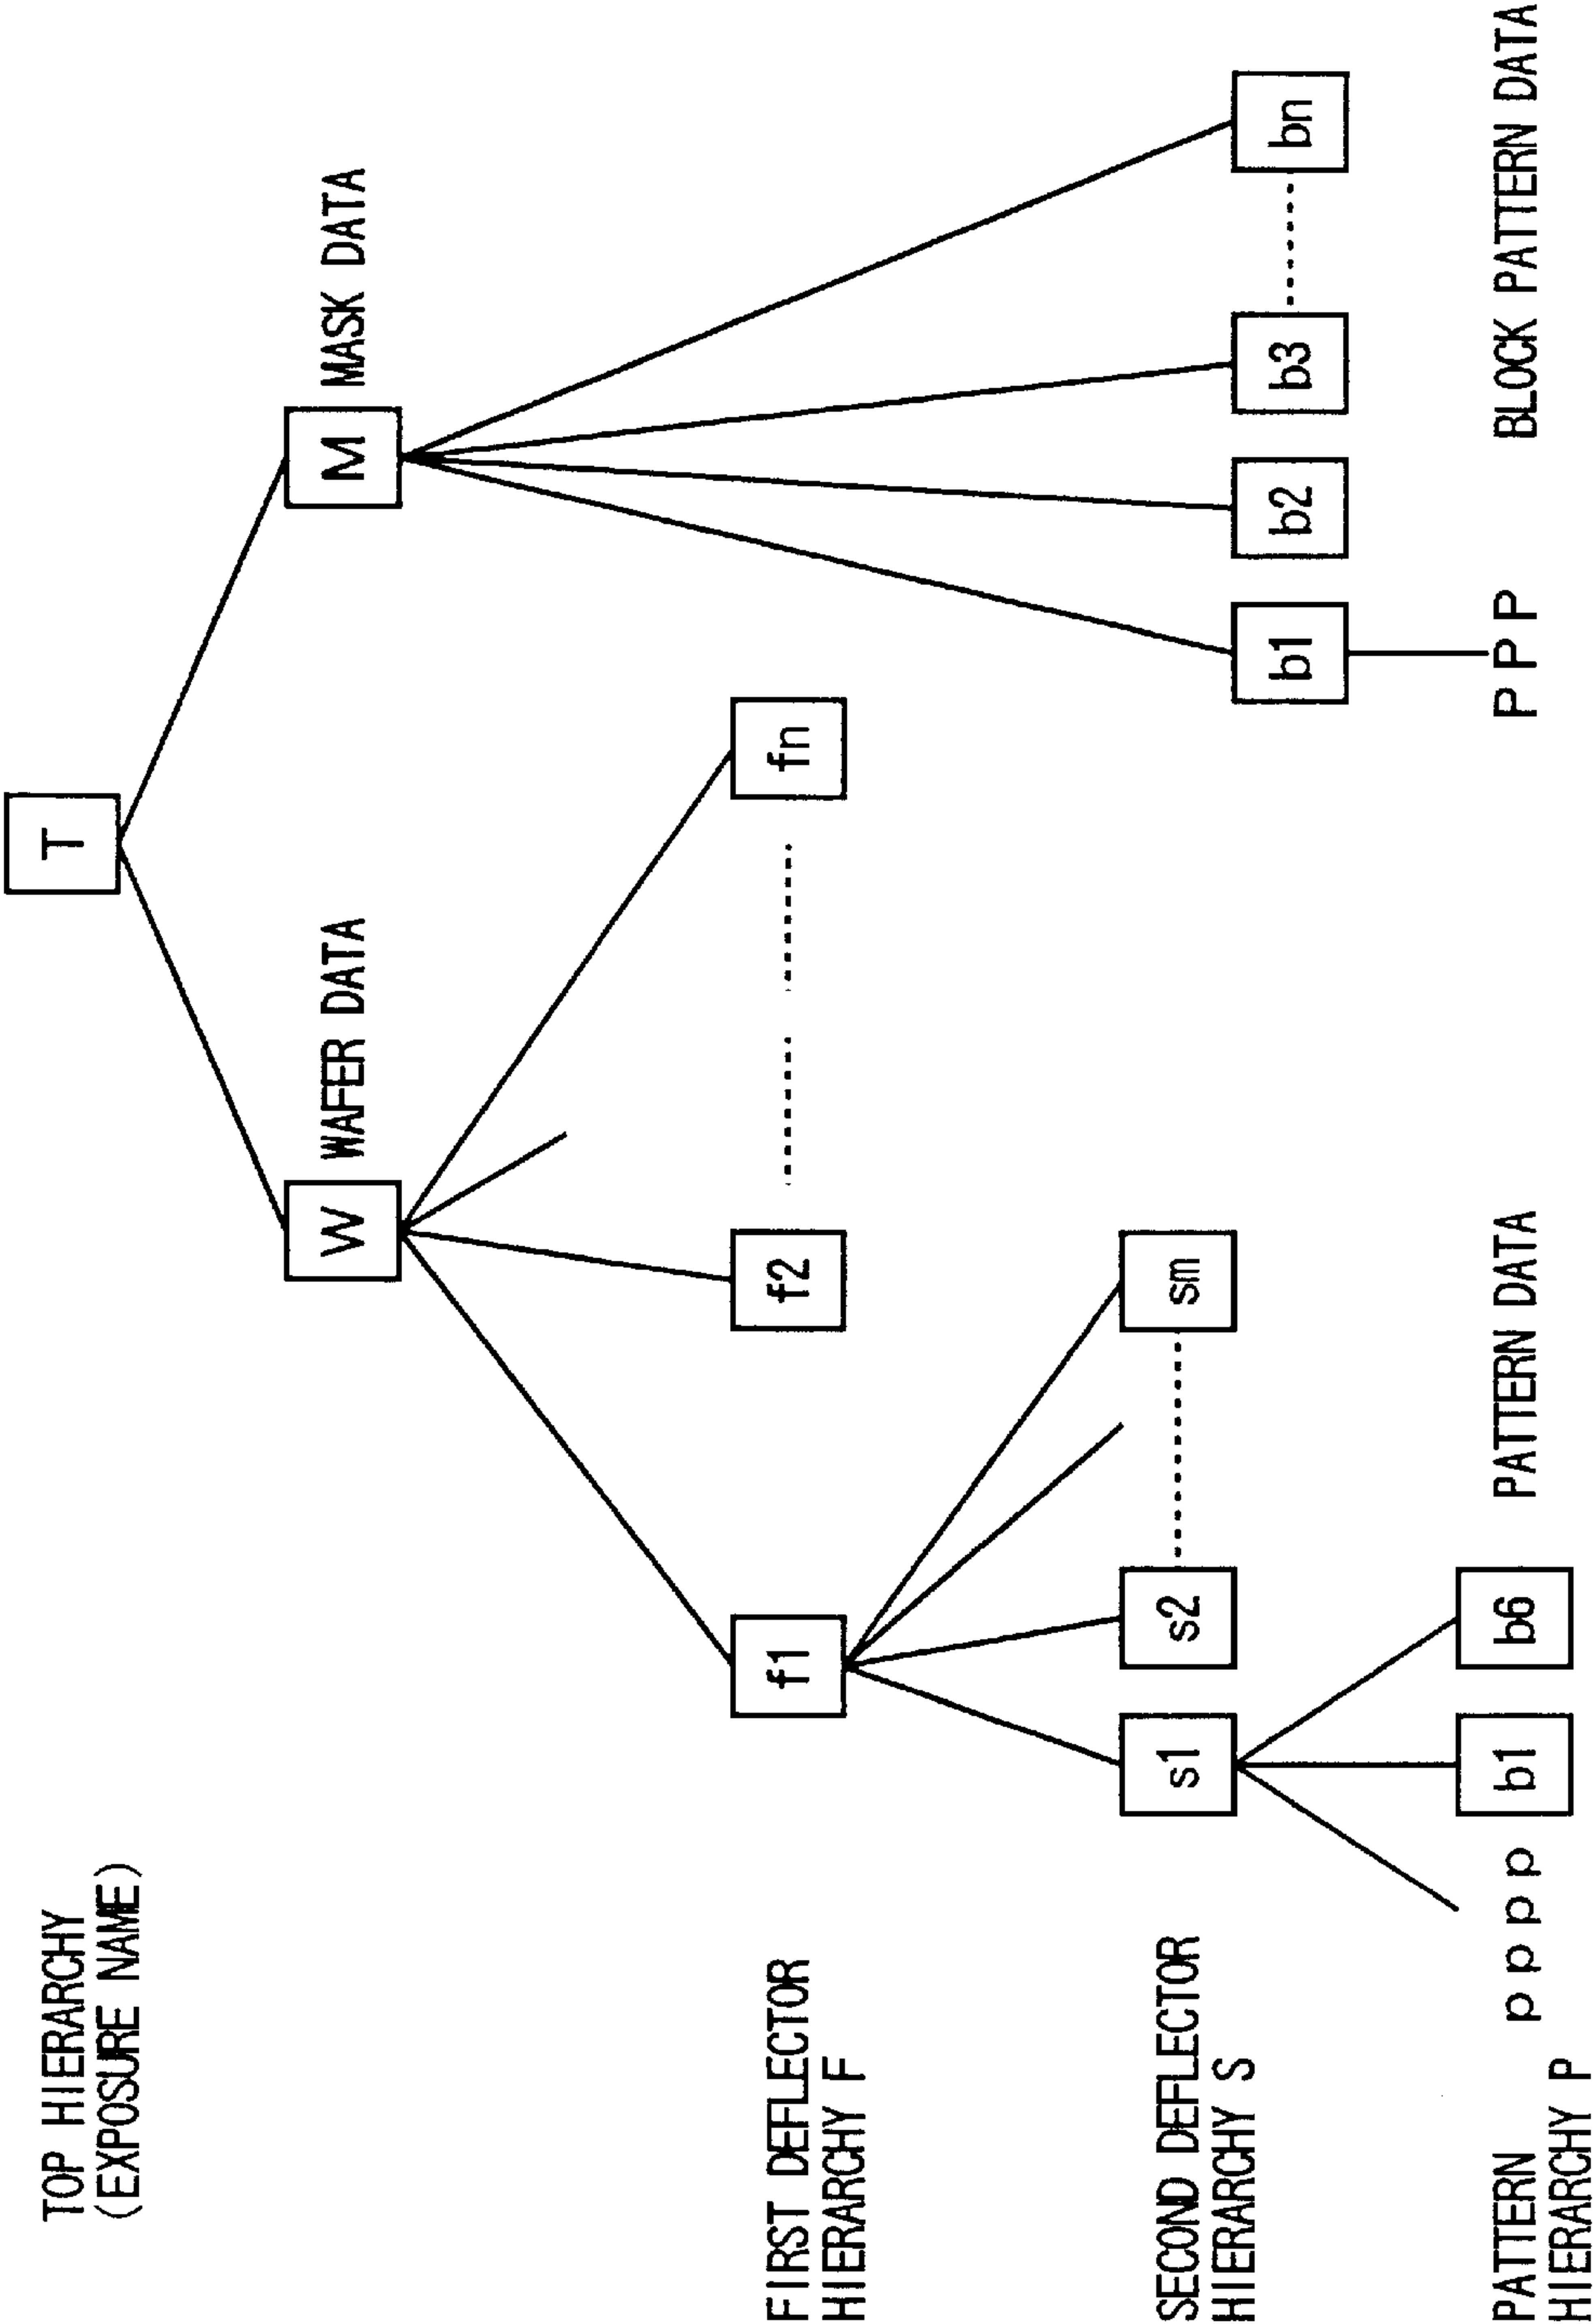 TOP HIERARCHY
(EXPOSURE NAME)
T
W
WAFER DATA
M
MASK DATA
FIRST DEFLECTOR
HIERARCHY F
f1
f2
fn
SECOND DEFLECTOR
HIERARCHY S
s1
s2
sm
b1
b2
b3
bn
PATTERN
HIERARCHY P
p p p p
b1
b6
PATTERN DATA
P P P
BLOCK PATTERN DATA